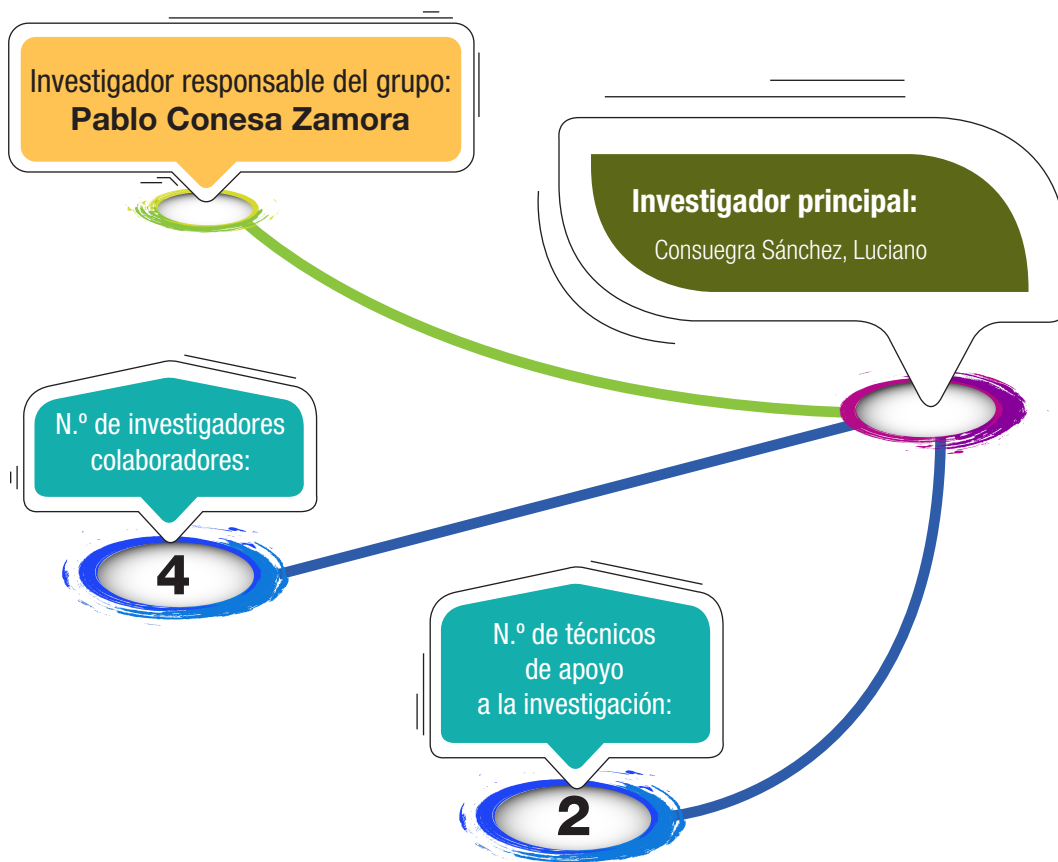 Investigador responsable del grupo:
Pablo Conesa Zamora
Investigador principal:
Consuegra Sánchez, Luciano
N.º de investigadores
colaboradores:
4
N.º de técnicos
de apoyo
a la investigación:
2